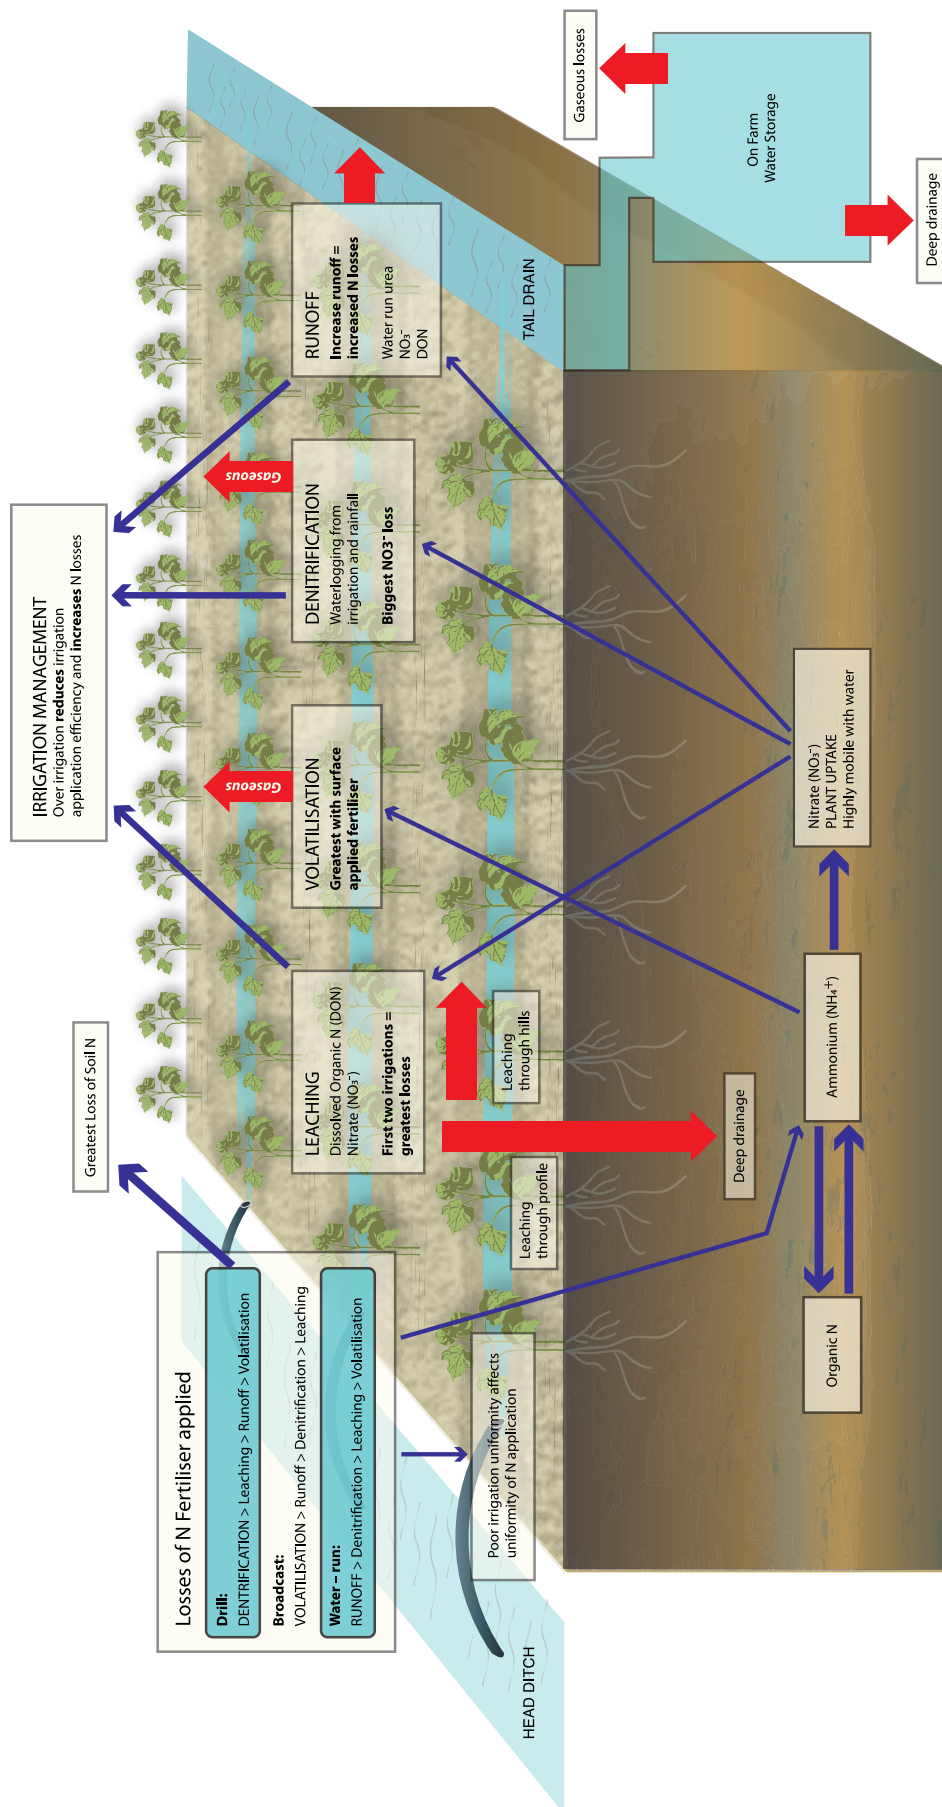 IRRIGATION MANAGEMENT
Over irrigation reduces irrigation
application efficiency and increases N losses
Greatest Loss of Soil N
Losses of N Fertiliser applied
Drill:
DENTRIFICATION > Leaching > Runoff > Volatilisation
Broadcast:
VOLATILISATION > Runoff > Denitrification > Leaching
Water – run:
RUNOFF > Denitrification > Leaching > Volatilisation
LEACHING
Dissolved Organic N (DON)
Nitrate (NO₃⁻)
First two irrigations =
greatest losses
VOLATILISATION
Greatest with surface
applied fertiliser
Gaseous
DENITRIFICATION
Waterlogging from
irrigation and rainfall
Biggest NO3⁻ loss
Gaseous
RUNOFF
Increase runoff =
increased N losses
Water run urea
NO₃⁻
DON
HEAD DITCH
Poor irrigation uniformity affects
uniformity of N application
Leaching
through profile
Leaching
through hills
TAIL DRAIN
Gaseous losses
On Farm
Water Storage
Deep drainage
Deep drainage
Organic N
Ammonium (NH₄⁺)
Nitrate (NO₃⁻)
PLANT UPTAKE
Highly mobile with water